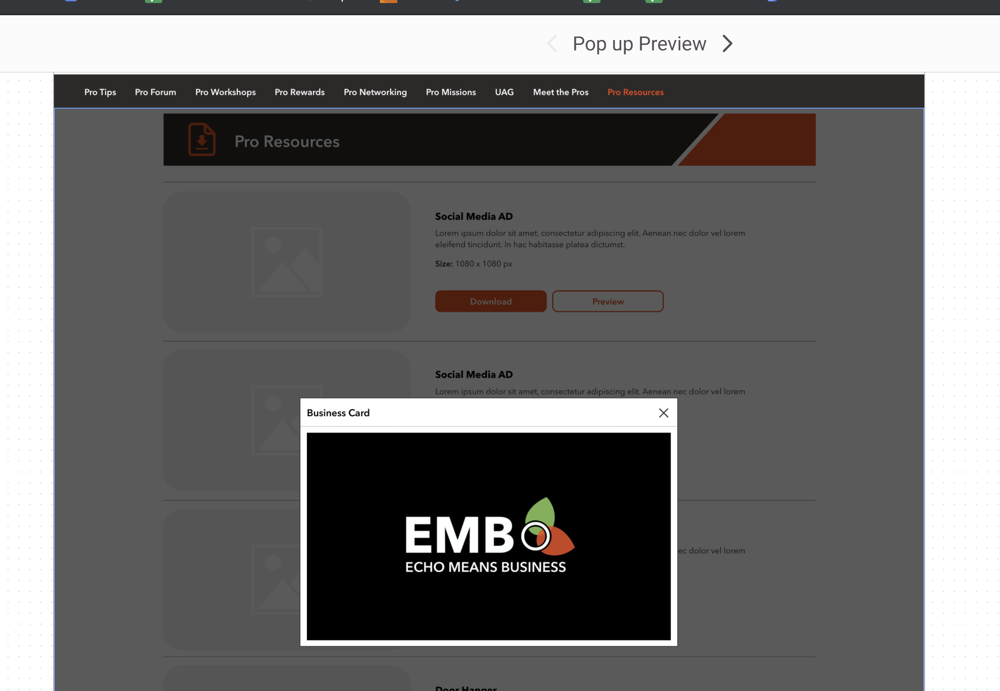 Pop up Preview
Pro Tips Pro Forum Pro Workshops Pro Rewards Pro Networking Pro Missions UAG Meet the Pros Pro Resources
Pro Resources
Social Media AD
Lorem ipsum dolor sit amet, consectetur adipiscing elit. Aenean nec dolor vel lorem
eleifend tincidunt. In hac habitasse platea dictumst.
Size: 1080 x 1080 px
Download Preview
Social Media AD
Lorem ipsum dolor sit amet, consectetur adipiscing elit. Aenean nec dolor vel lorem
Business Card
EMBO
ECHO MEANS BUSINESS
dolor vel lorem
Door Hanger